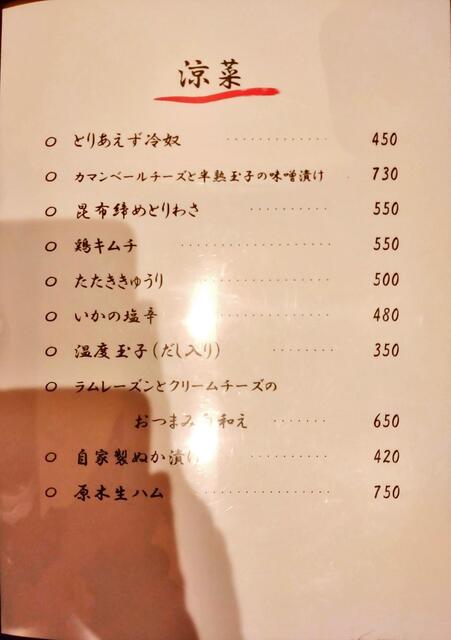 涼菜
○ とりあえず冷奴 ・・・・・・・・・・・ 450
○ カマンベールチーズと半熟玉子の味噌漬け 730
○ 昆布締めとりわさ ・・・・・・・・・ 550
○ 鶏キムチ ・・・・・・・・・・・・・・・・ 550
○ たたききゅうり ・・・・・・・・・・・・・ 500
○ いかの塩辛 ・・・・・・・・・・・・・・ 480
○ 温度玉子(だし入り) ・・・・・・・ 350
○ ラムレーズンとクリームチーズの
おつまみ和え ・・・・・・ 650
○ 自家製ぬか漬け ・・・・・・・・・ 420
○ 原木生ハム ・・・・・・・・・・・・・・ 750